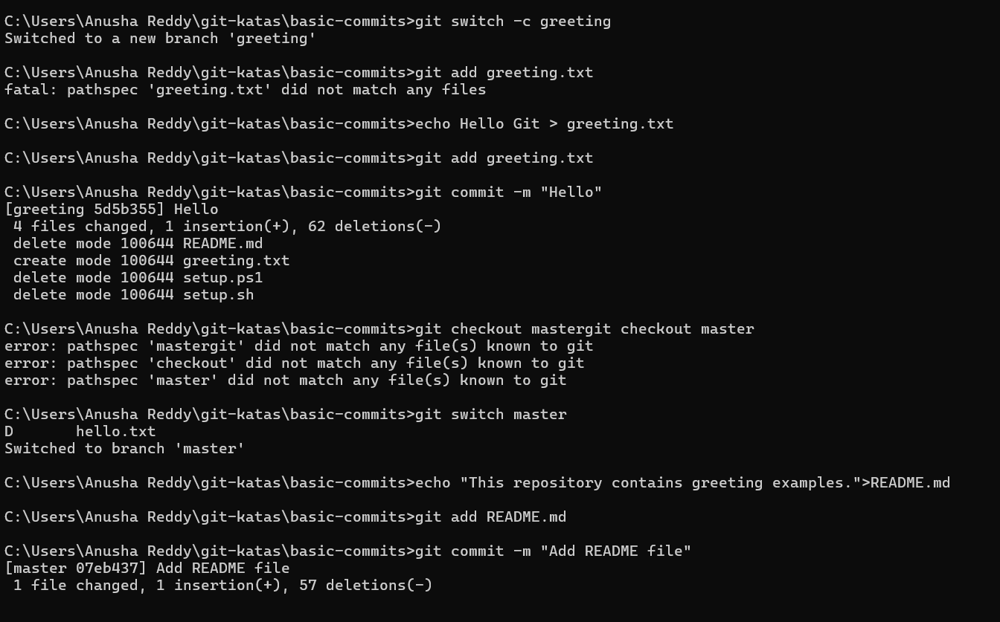 C:\Users\Anusha Reddy\git-katas\basic-commits>git switch -c greeting
Switched to a new branch 'greeting'
C:\Users\Anusha Reddy\git-katas\basic-commits>git add greeting.txt
fatal: pathspec 'greeting.txt' did not match any files
C:\Users\Anusha Reddy\git-katas\basic-commits>echo Hello Git > greeting.txt
C:\Users\Anusha Reddy\git-katas\basic-commits>git add greeting.txt
C:\Users\Anusha Reddy\git-katas\basic-commits>git commit -m "Hello"
[greeting 5d5b355] Hello
 4 files changed, 1 insertion(+), 62 deletions(-)
 delete mode 100644 README.md
 create mode 100644 greeting.txt
 delete mode 100644 setup.ps1
 delete mode 100644 setup.sh
C:\Users\Anusha Reddy\git-katas\basic-commits>git checkout mastergit checkout master
error: pathspec 'mastergit' did not match any file(s) known to git
error: pathspec 'checkout' did not match any file(s) known to git
error: pathspec 'master' did not match any file(s) known to git
C:\Users\Anusha Reddy\git-katas\basic-commits>git switch master
D       hello.txt
Switched to branch 'master'
C:\Users\Anusha Reddy\git-katas\basic-commits>echo "This repository contains greeting examples.">README.md
C:\Users\Anusha Reddy\git-katas\basic-commits>git add README.md
C:\Users\Anusha Reddy\git-katas\basic-commits>git commit -m "Add README file"
[master 07eb437] Add README file
 1 file changed, 1 insertion(+), 57 deletions(-)